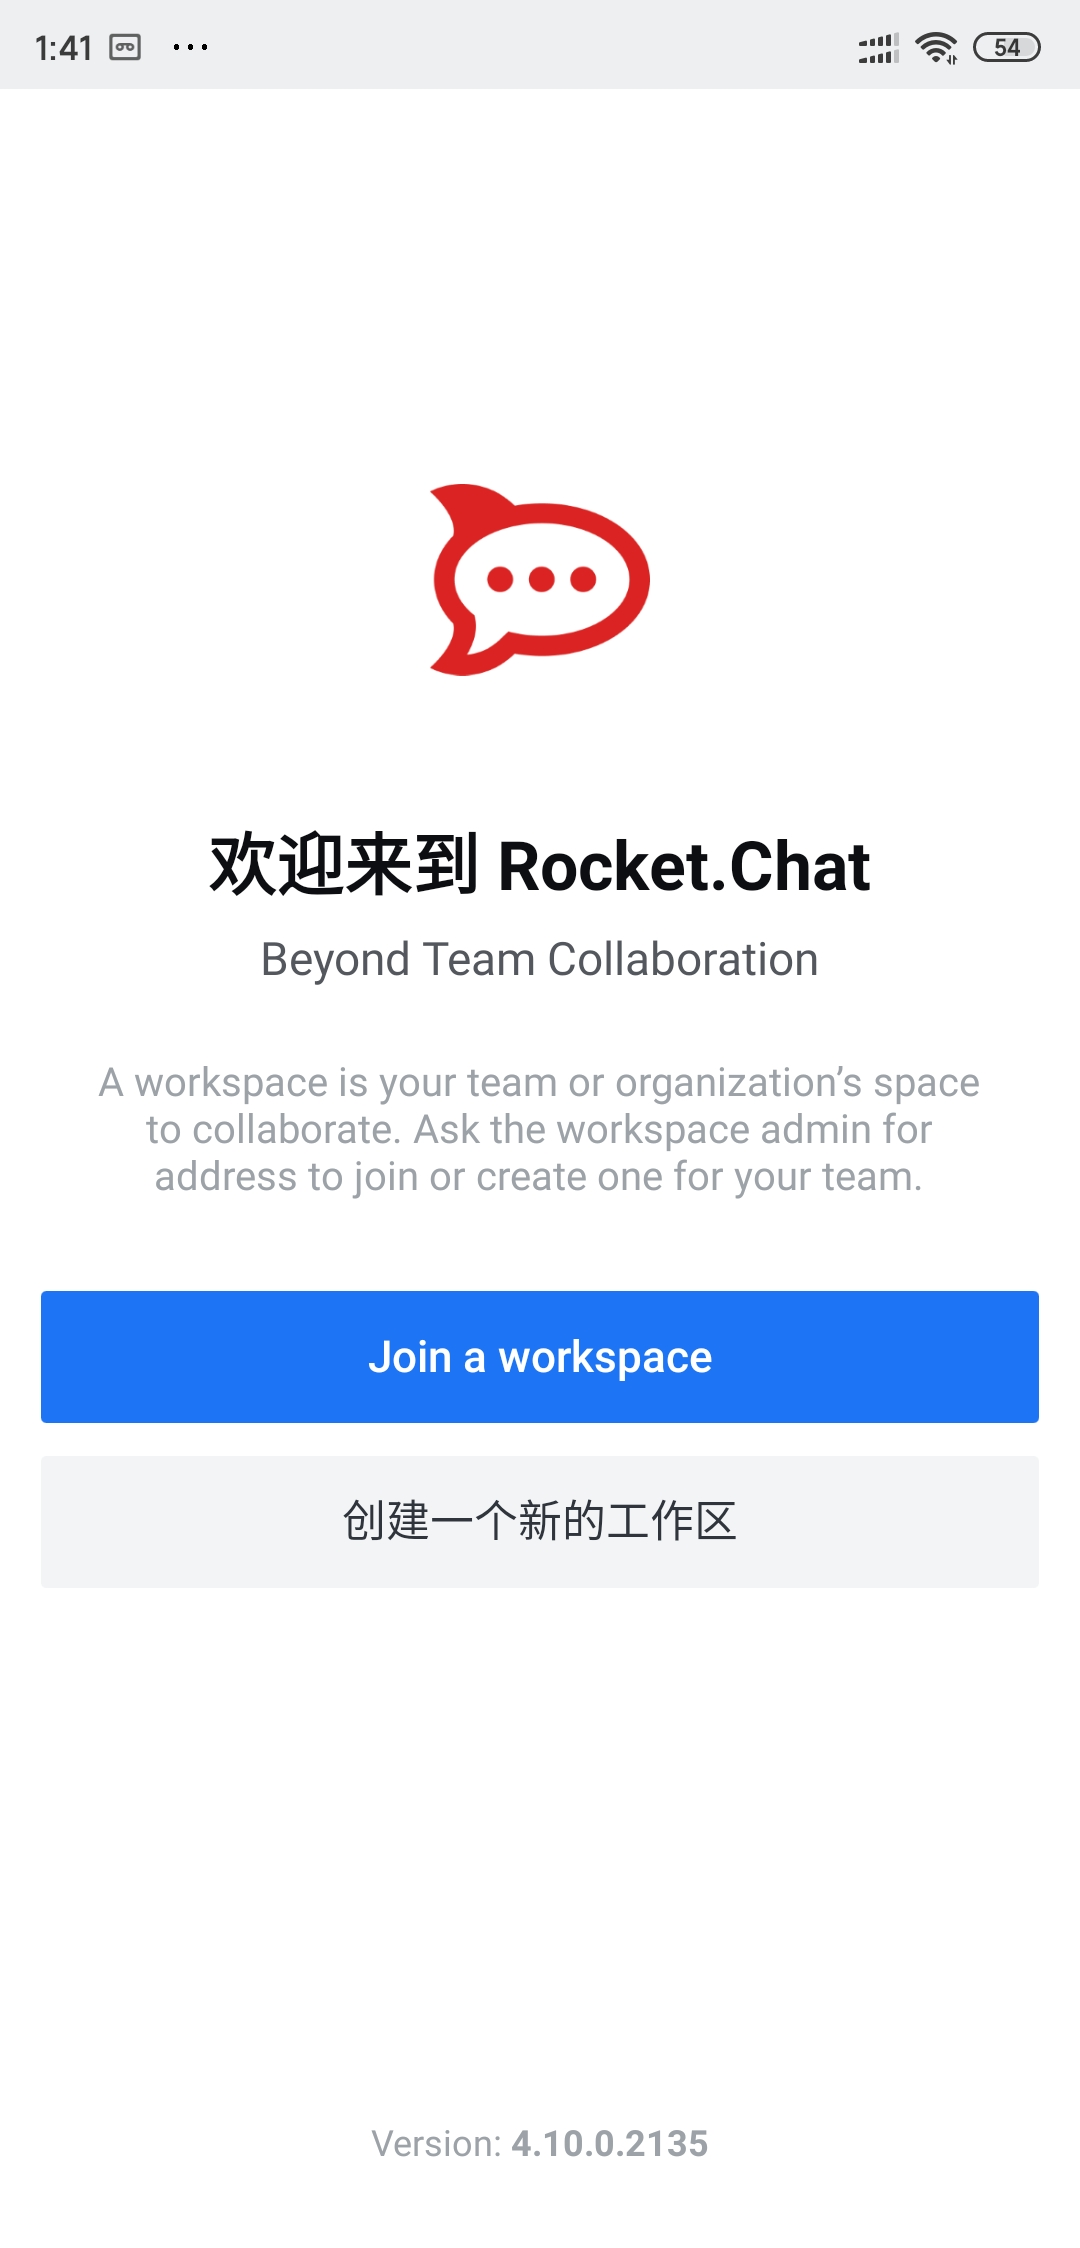 1:41
54
欢迎来到 Rocket.Chat
Beyond Team Collaboration
A workspace is your team or organization’s space
to collaborate. Ask the workspace admin for
address to join or create one for your team.
Join a workspace
创建一个新的工作区
Version: 4.10.0.2135